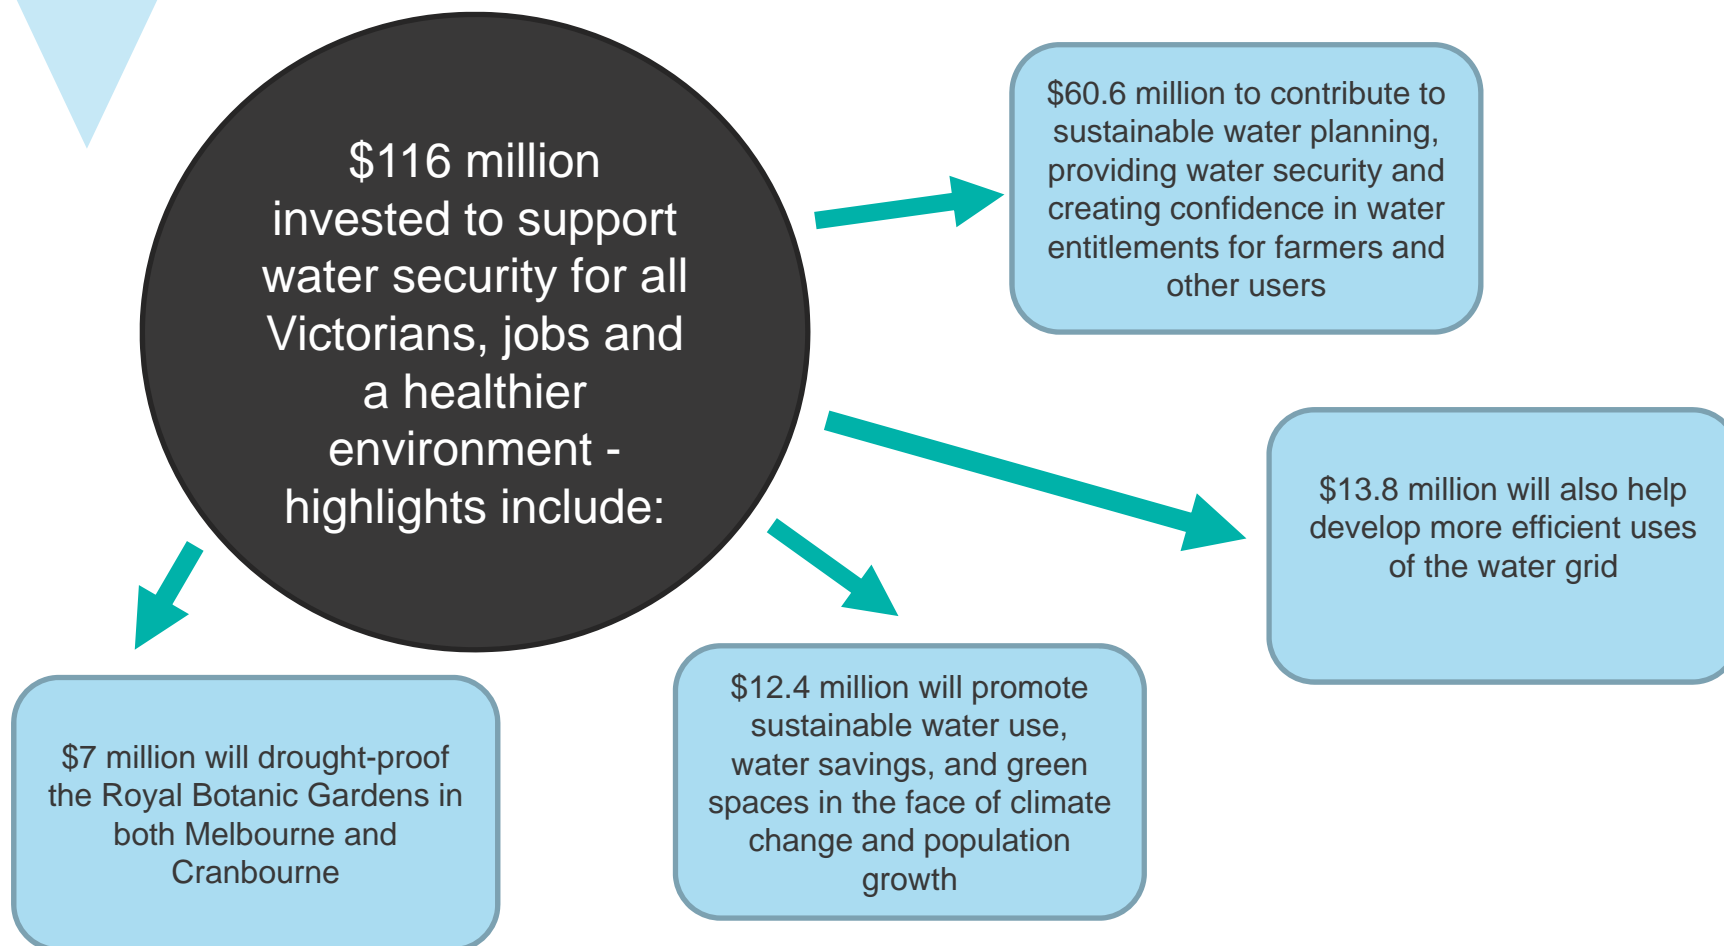 $116 million
invested to support
water security for all
Victorians, jobs and
a healthier
environment -
highlights include:
$60.6 million to contribute to
sustainable water planning,
providing water security and
creating confidence in water
entitlements for farmers and
other users
$13.8 million will also help
develop more efficient uses
of the water grid
$12.4 million will promote
sustainable water use,
water savings, and green
spaces in the face of climate
change and population
growth
$7 million will drought-proof
the Royal Botanic Gardens in
both Melbourne and
Cranbourne